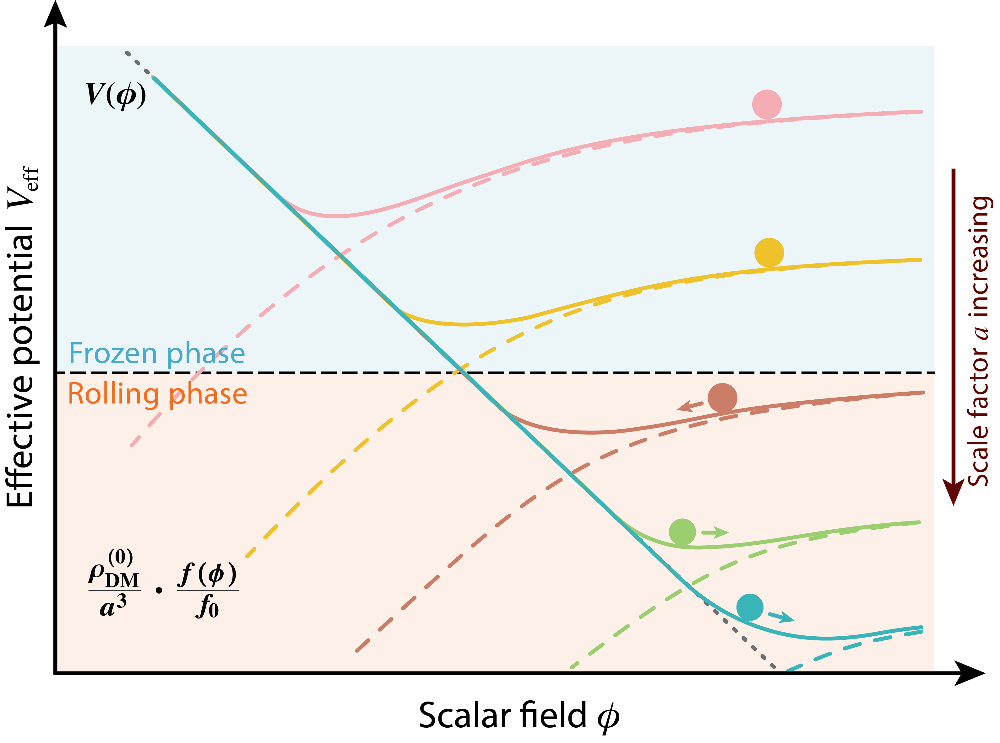 V(ϕ)
Effective potential V_eff
Frozen phase
Rolling phase
ρ_DM^(0) / a^3 · f(ϕ) / f_0
Scale factor a increasing
Scalar field ϕ